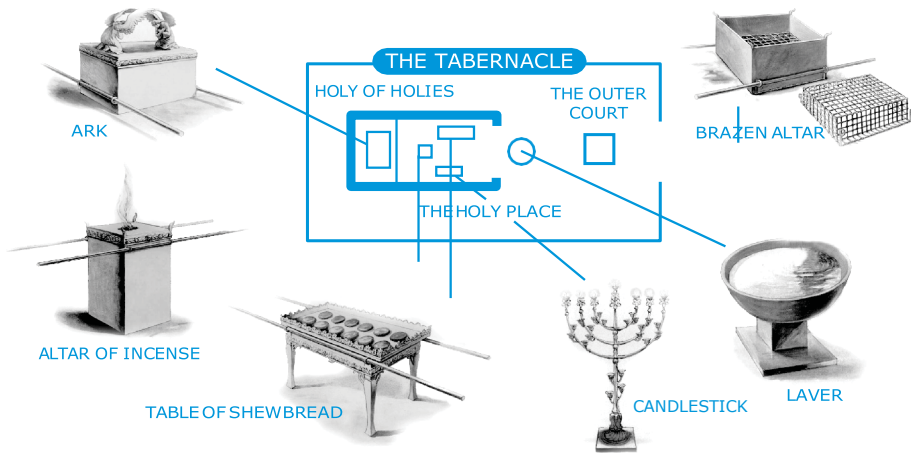 THE TABERNACLE
HOLY OF HOLIES
THE OUTER
COURT
ARK
BRAZEN ALTAR
THE HOLY PLACE
ALTAR OF INCENSE
TABLE OF SHEWBREAD
CANDLESTICK
LAVER